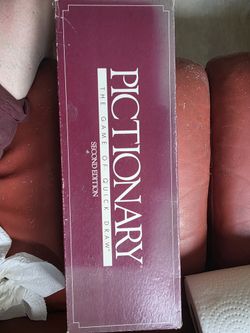 PICTIONARY
THE GAME OF QUICK DRAW
SECOND EDITION